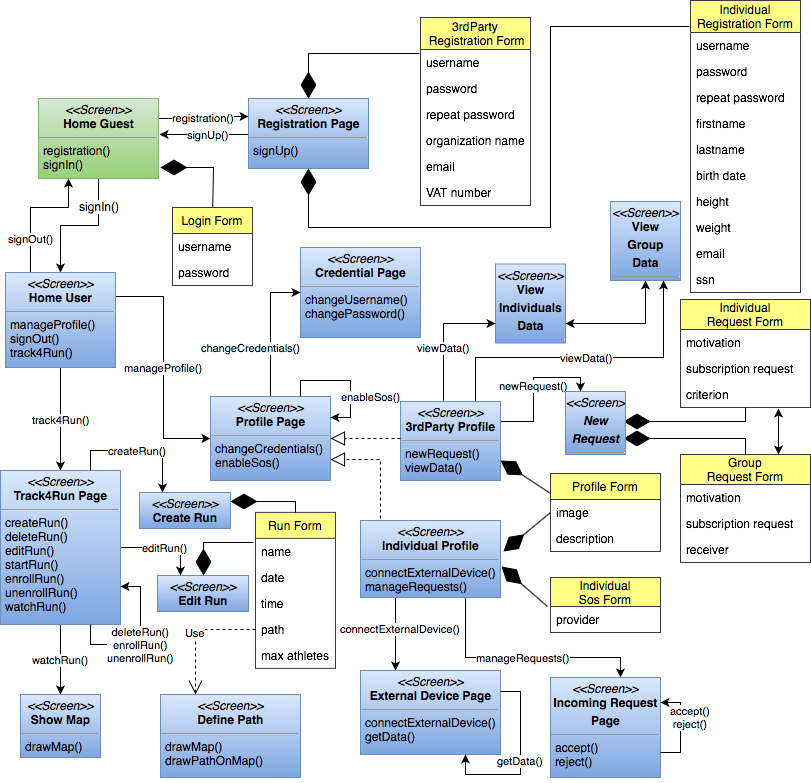 <<Screen>>
Home Guest
registration()
signIn()
registration()
signUp()
<<Screen>>
Registration Page
signUp()
3rdParty
Registration Form
username
password
repeat password
organization name
email
VAT number
Individual
Registration Form
username
password
repeat password
firstname
lastname
birth date
height
weight
email
ssn
Login Form
username
password
signIn()
signOut()
<<Screen>>
Home User
manageProfile()
signOut()
track4Run()
<<Screen>>
Credential Page
changeUsername()
changePassword()
<<Screen>>
View
Individuals
Data
<<Screen>>
View
Group
Data
Individual
Request Form
motivation
subscription request
criterion
changeCredentials()
manageProfile()
viewData()
viewData()
newRequest()
enableSos()
<<Screen>>
Profile Page
changeCredentials()
enableSos()
<<Screen>>
3rdParty Profile
newRequest()
viewData()
<<Screen>
New
Request
Group
Request Form
motivation
subscription request
receiver
track4Run()
createRun()
<<Screen>>
Track4Run Page
createRun()
deleteRun()
editRun()
startRun()
enrollRun()
unenrollRun()
watchRun()
<<Screen>>
Create Run
Run Form
name
date
time
path
max athletes
editRun()
<<Screen>>
Edit Run
Profile Form
image
description
<<Screen>>
Individual Profile
connectExternalDevice()
manageRequests()
Individual
Sos Form
provider
deleteRun()
enrollRun()
unenrollRun()
Use
connectExternalDevice()
manageRequests()
watchRun()
<<Screen>>
Show Map
drawMap()
<<Screen>>
Define Path
drawMap()
drawPathOnMap()
<<Screen>>
External Device Page
connectExternalDevice()
getData()
getData()
<<Screen>>
Incoming Request
Page
accept()
reject()
accept()
reject()